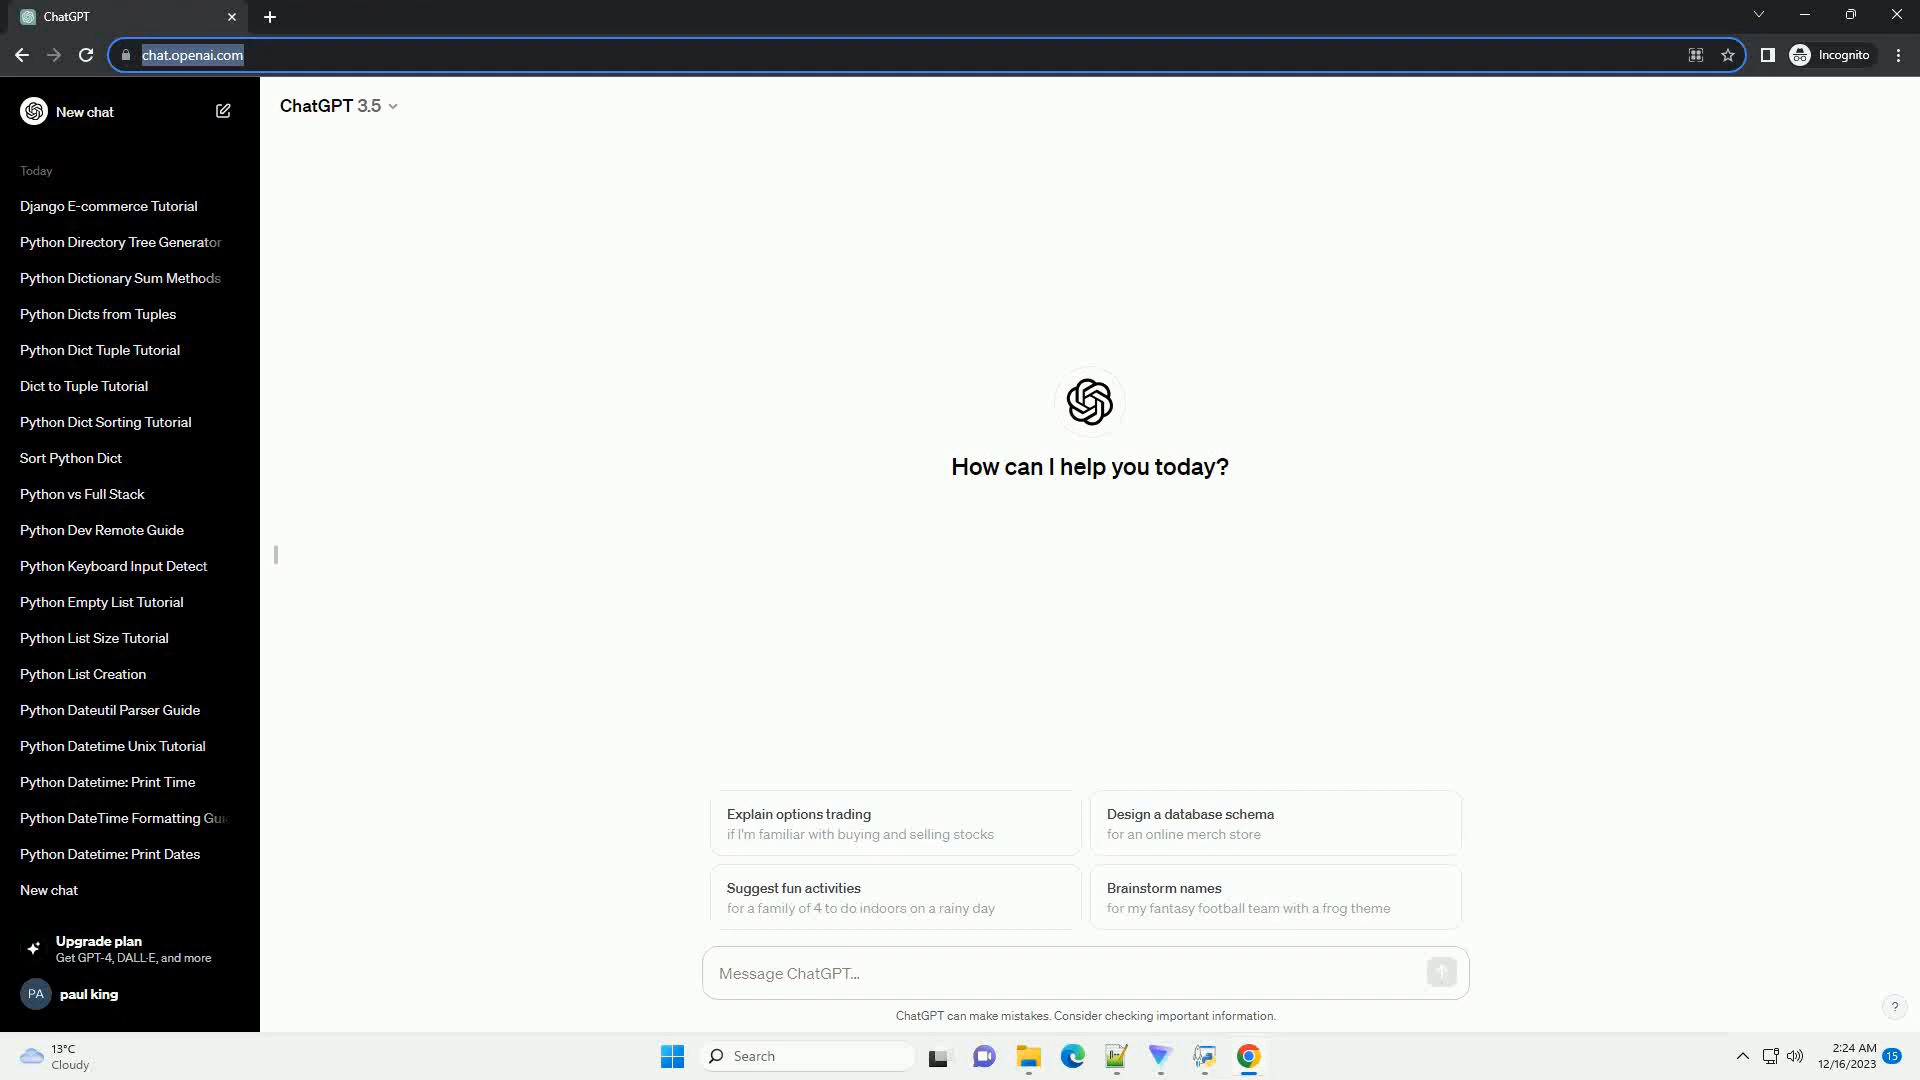 ChatGPT
chat.openai.com
Incognito
New chat
ChatGPT 3.5
Today
Django E-commerce Tutorial
Python Directory Tree Generator
Python Dictionary Sum Methods
Python Dicts from Tuples
Python Dict Tuple Tutorial
Dict to Tuple Tutorial
Python Dict Sorting Tutorial
Sort Python Dict
Python vs Full Stack
Python Dev Remote Guide
Python Keyboard Input Detect
Python Empty List Tutorial
Python List Size Tutorial
Python List Creation
Python Dateutil Parser Guide
Python Datetime Unix Tutorial
Python Datetime: Print Time
Python DateTime Formatting Gui
Python Datetime: Print Dates
New chat
Upgrade plan
Get GPT-4, DALL·E, and more
PA
paul king
How can I help you today?
Explain options trading
if I'm familiar with buying and selling stocks
Design a database schema
for an online merch store
Suggest fun activities
for a family of 4 to do indoors on a rainy day
Brainstorm names
for my fantasy football team with a frog theme
Message ChatGPT...
ChatGPT can make mistakes. Consider checking important information.
?
13°C
Cloudy
Search
2:24 AM
12/16/2023
15